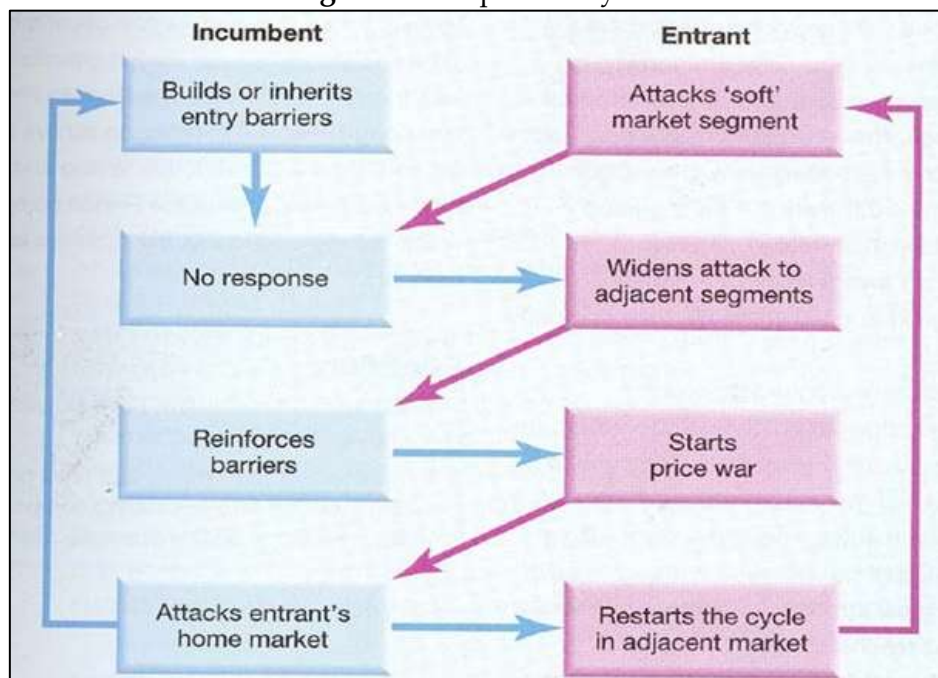 Incumbent
Entrant
Builds or inherits
entry barriers
Attacks ‘soft’
market segment
No response
Widens attack to
adjacent segments
Reinforces
barriers
Starts
price war
Attacks entrant’s
home market
Restarts the cycle
in adjacent market